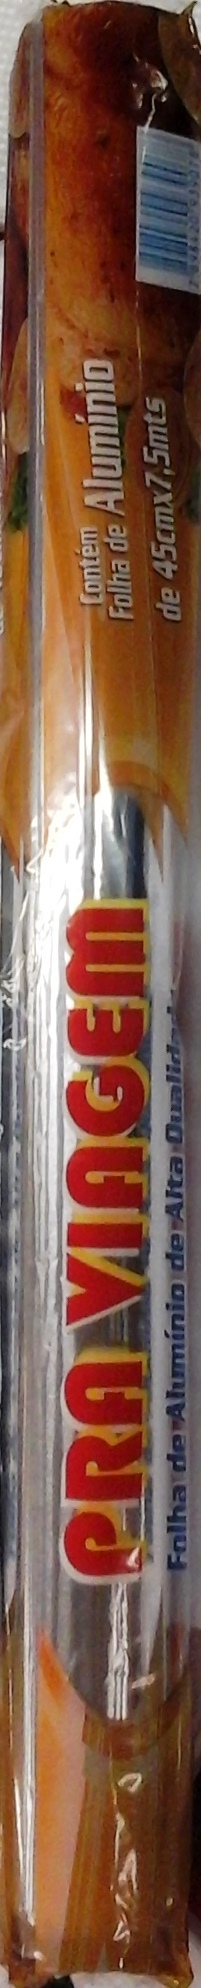 Contém
Folha de Alumínio
de 45cmx7,5mts
PRA VIAGEM
Folha de Alumínio de Alta Qualidade